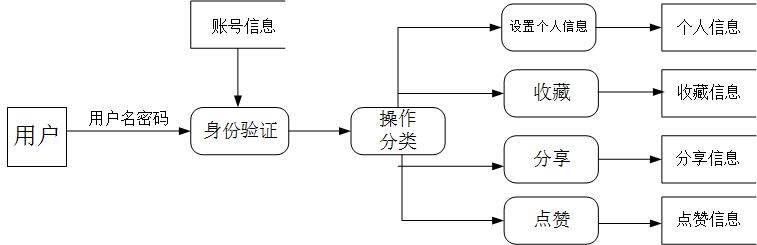 账号信息
设置个人信息
个人信息
收藏
收藏信息
用户
用户名密码
身份验证
操作
分类
分享
分享信息
点赞
点赞信息